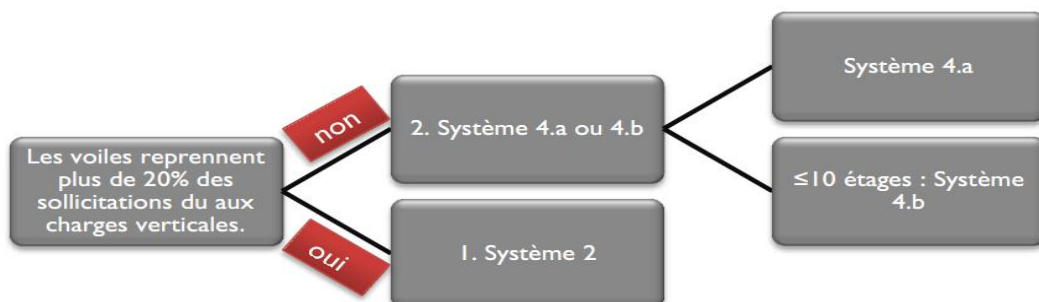 Les voiles reprennent
plus de 20% des
sollicitations du aux
charges verticales.
non
oui
2. Système 4.a ou 4.b
1. Système 2
Système 4.a
≤10 étages : Système
4.b